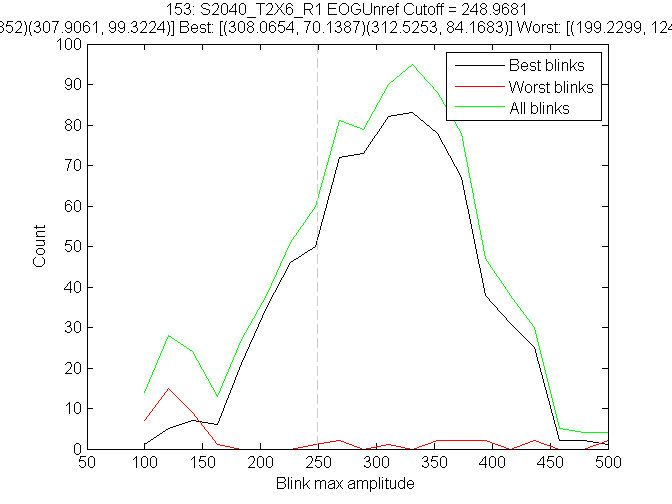 153: S2040_T2X6_R1 EOGUnref Cutoff = 248.9681
352)(307.9061, 99.3224)] Best: [(308.0654, 70.1387)(312.5253, 84.1683)] Worst: [(199.2299, 124
Best blinks
Worst blinks
All blinks
100
90
80
70
60
50
40
30
20
10
0
Count
50 100 150 200 250 300 350 400 450 500
Blink max amplitude